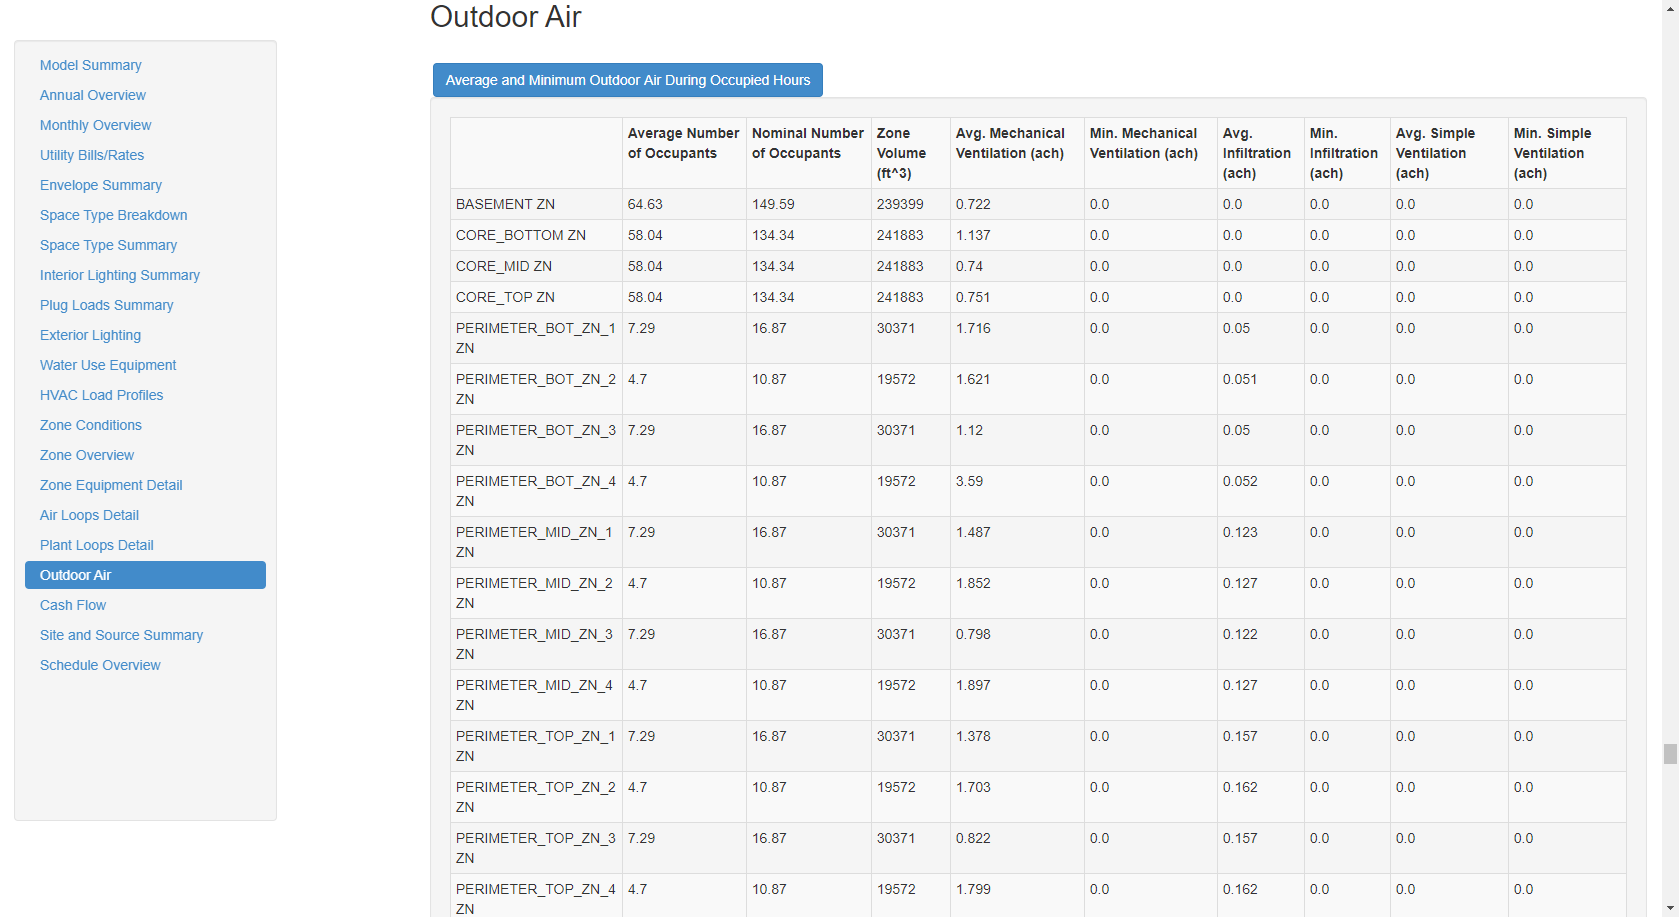 Outdoor Air
Model Summary
Annual Overview
Monthly Overview
Utility Bills/Rates
Envelope Summary
Space Type Breakdown
Space Type Summary
Interior Lighting Summary
Plug Loads Summary
Exterior Lighting
Water Use Equipment
HVAC Load Profiles
Zone Conditions
Zone Overview
Zone Equipment Detail
Air Loops Detail
Plant Loops Detail
Outdoor Air
Cash Flow
Site and Source Summary
Schedule Overview
Average and Minimum Outdoor Air During Occupied Hours
Average Number Nominal Number Zone Avg. Mechanical Min. Mechanical Avg. Min. Avg. Simple Min. Simple
of Occupants of Occupants Volume Ventilation (ach) Ventilation (ach) Infiltration Infiltration Ventilation Ventilation
(ft^3) (ach) (ach) (ach) (ach)
BASEMENT ZN 64.63 149.59 239399 0.722 0.0 0.0 0.0 0.0 0.0
CORE_BOTTOM ZN 58.04 134.34 241883 1.137 0.0 0.0 0.0 0.0 0.0
CORE_MID ZN 58.04 134.34 241883 0.74 0.0 0.0 0.0 0.0 0.0
CORE_TOP ZN 58.04 134.34 241883 0.751 0.0 0.0 0.0 0.0 0.0
PERIMETER_BOT_ZN_1 7.29 16.87 30371 1.716 0.0 0.05 0.0 0.0 0.0
ZN
PERIMETER_BOT_ZN_2 4.7 10.87 19572 1.621 0.0 0.051 0.0 0.0 0.0
ZN
PERIMETER_BOT_ZN_3 7.29 16.87 30371 1.12 0.0 0.05 0.0 0.0 0.0
ZN
PERIMETER_BOT_ZN_4 4.7 10.87 19572 3.59 0.0 0.052 0.0 0.0 0.0
ZN
PERIMETER_MID_ZN_1 7.29 16.87 30371 1.487 0.0 0.123 0.0 0.0 0.0
ZN
PERIMETER_MID_ZN_2 4.7 10.87 19572 1.852 0.0 0.127 0.0 0.0 0.0
ZN
PERIMETER_MID_ZN_3 7.29 16.87 30371 0.798 0.0 0.122 0.0 0.0 0.0
ZN
PERIMETER_MID_ZN_4 4.7 10.87 19572 1.897 0.0 0.127 0.0 0.0 0.0
ZN
PERIMETER_TOP_ZN_1 7.29 16.87 30371 1.378 0.0 0.157 0.0 0.0 0.0
ZN
PERIMETER_TOP_ZN_2 4.7 10.87 19572 1.703 0.0 0.162 0.0 0.0 0.0
ZN
PERIMETER_TOP_ZN_3 7.29 16.87 30371 0.822 0.0 0.157 0.0 0.0 0.0
ZN
PERIMETER_TOP_ZN_4 4.7 10.87 19572 1.799 0.0 0.162 0.0 0.0 0.0
ZN